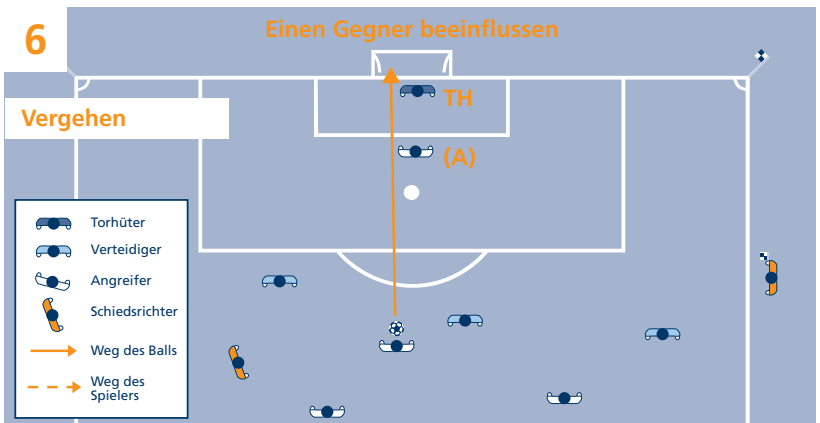 6
Einen Gegner beeinflussen
TH
Vergehen
(A)
Torhüter
Verteidiger
Angreifer
Schiedsrichter
Weg des Balls
Weg des
Spielers